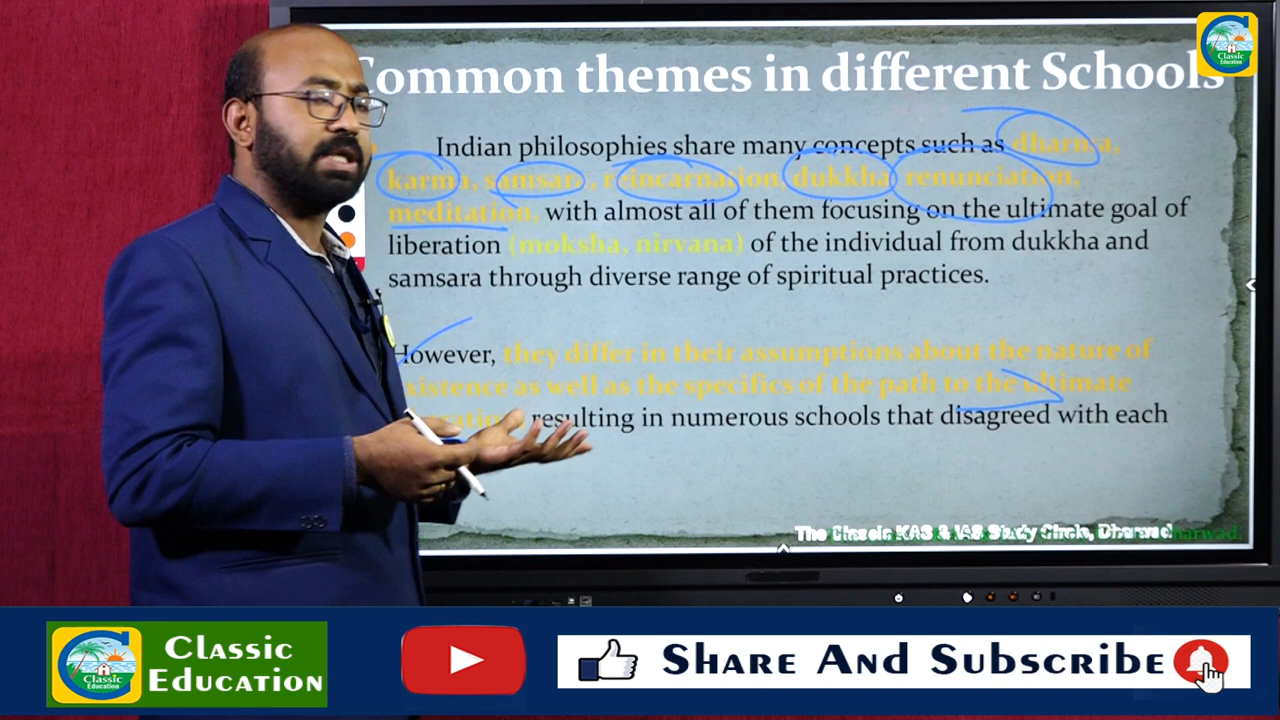 Common themes in different Schools
Classic
Education
Indian philosophies share many concepts such as dharma,
karma, samsara, reincarnation, dukkha, renunciation,
meditation, with almost all of them focusing on the ultimate goal of
liberation (moksha, nirvana) of the individual from dukkha and
samsara through diverse range of spiritual practices.
However, they differ in their assumptions about the nature of
existence as well as the specifics of the path to the ultimate
resulting in numerous schools that disagreed with each
The Classic KAS & IAS Study Circle, Dharwad
Classic
Education
Classic
Education
Share And Subscribe